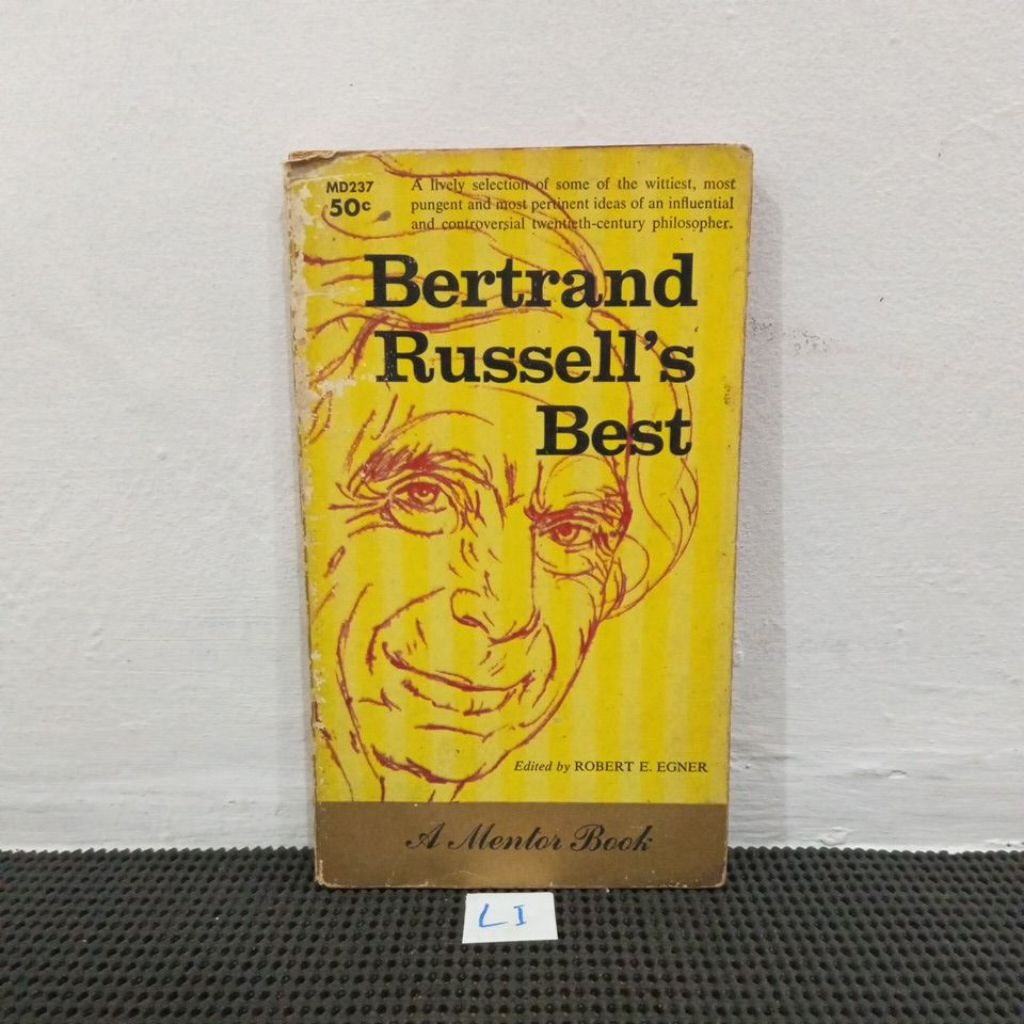 MD237
50c
A lively selection of some of the wittiest, most
pungent and most pertinent ideas of an influential
and controversial twentieth-century philosopher.
Bertrand
Russell's
Best
Edited by ROBERT E. EGNER
A Mentor Book
LI